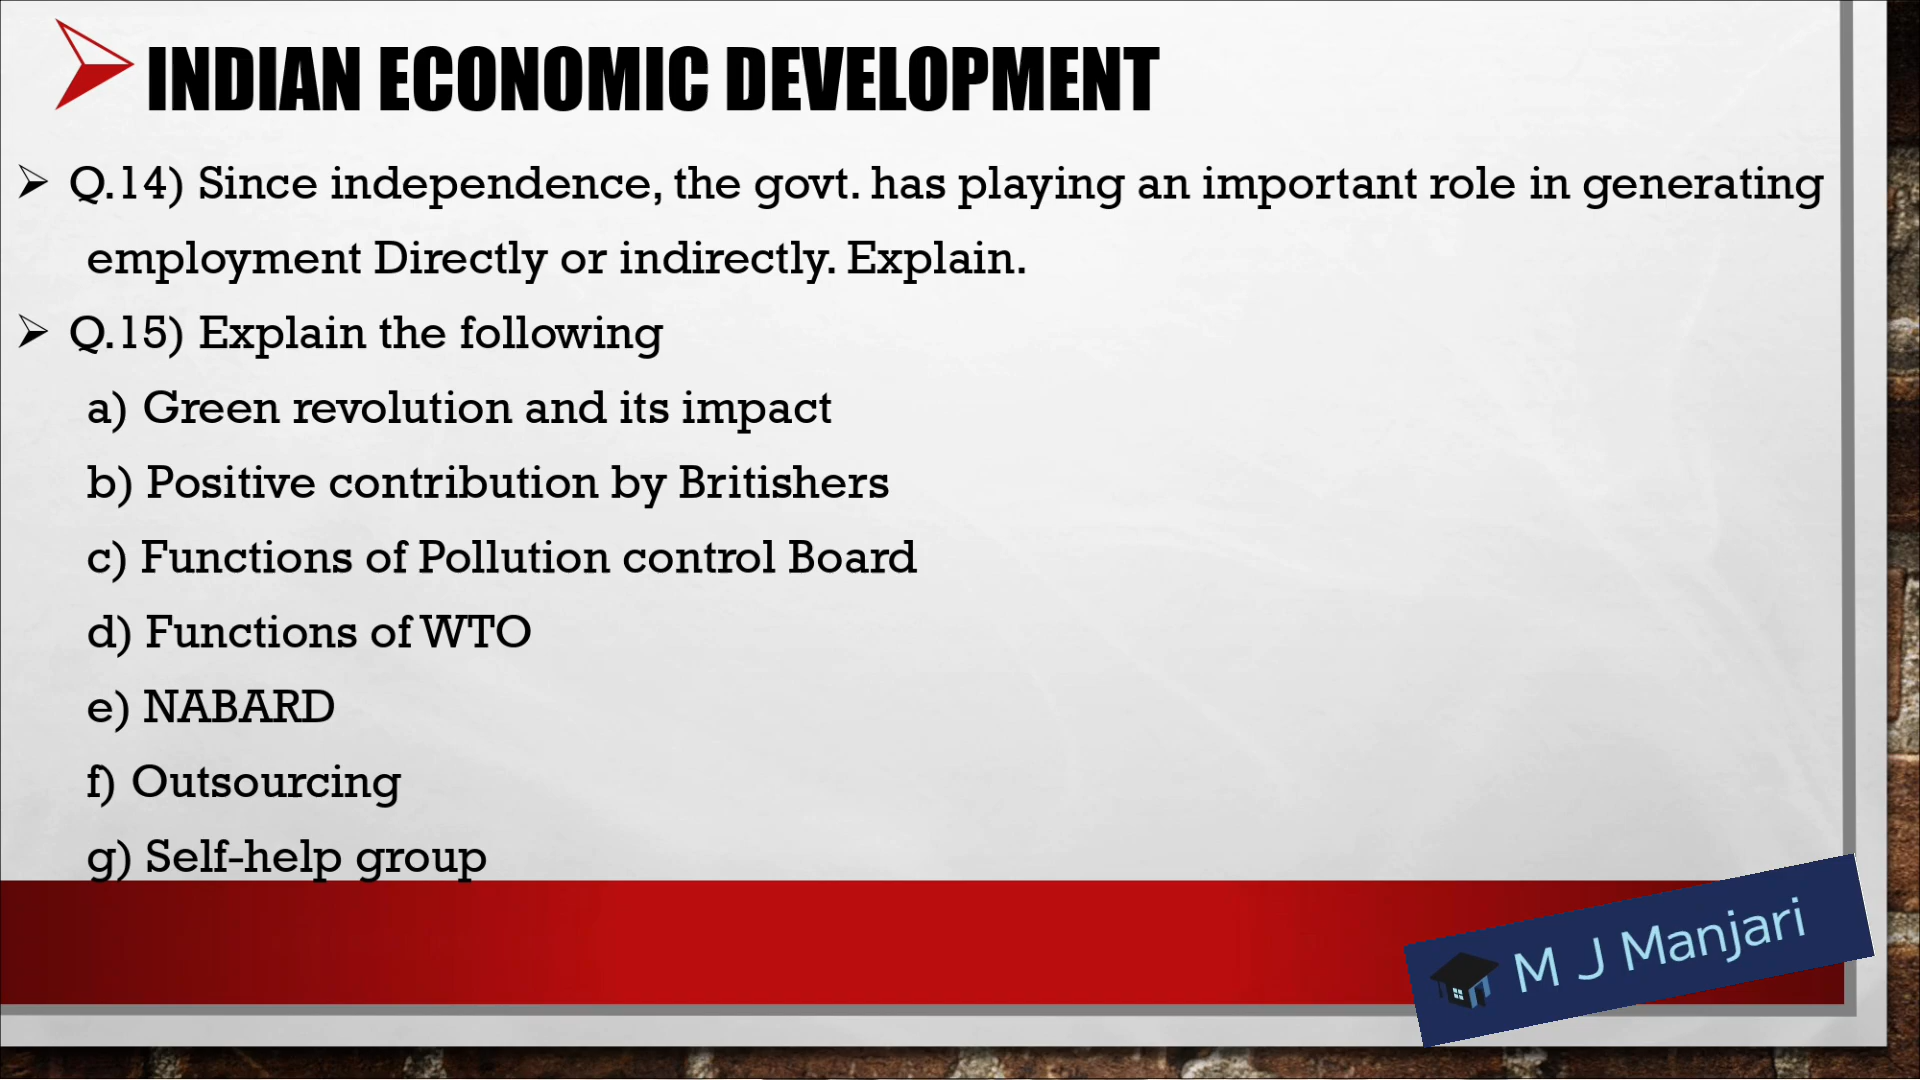 INDIAN ECONOMIC DEVELOPMENT
Q.14) Since independence, the govt. has playing an important role in generating
employment Directly or indirectly. Explain.
Q.15) Explain the following
a) Green revolution and its impact
b) Positive contribution by Britishers
c) Functions of Pollution control Board
d) Functions of WTO
e) NABARD
f) Outsourcing
g) Self-help group
M J Manjari